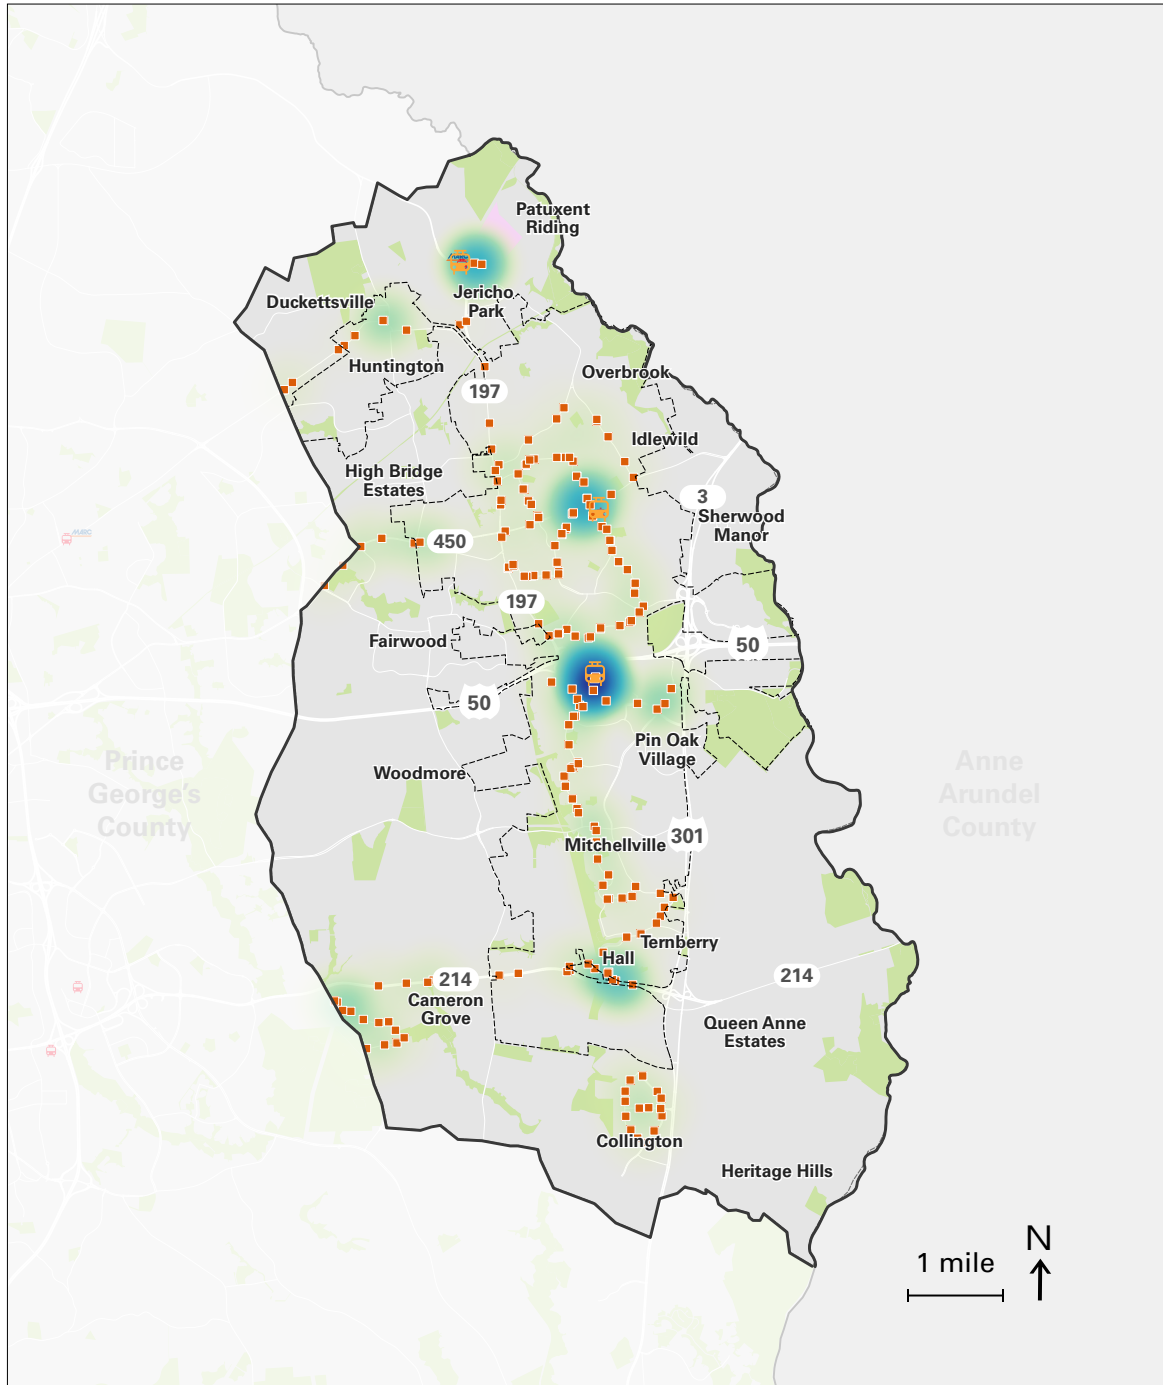 Patuxent
Riding
Duckettsville
Jericho
Park
Huntington
Overbrook
197
Idlewild
High Bridge
Estates
3
Sherwood
Manor
MARC
450
197
Fairwood
50
50
Pin Oak
Village
Prince
George's
County
Woodmore
Anne
Arundel
County
301
Mitchellville
Ternberry
Hall
214
214
Cameron
Grove
Queen Anne
Estates
Collington
Heritage Hills
N
1 mile